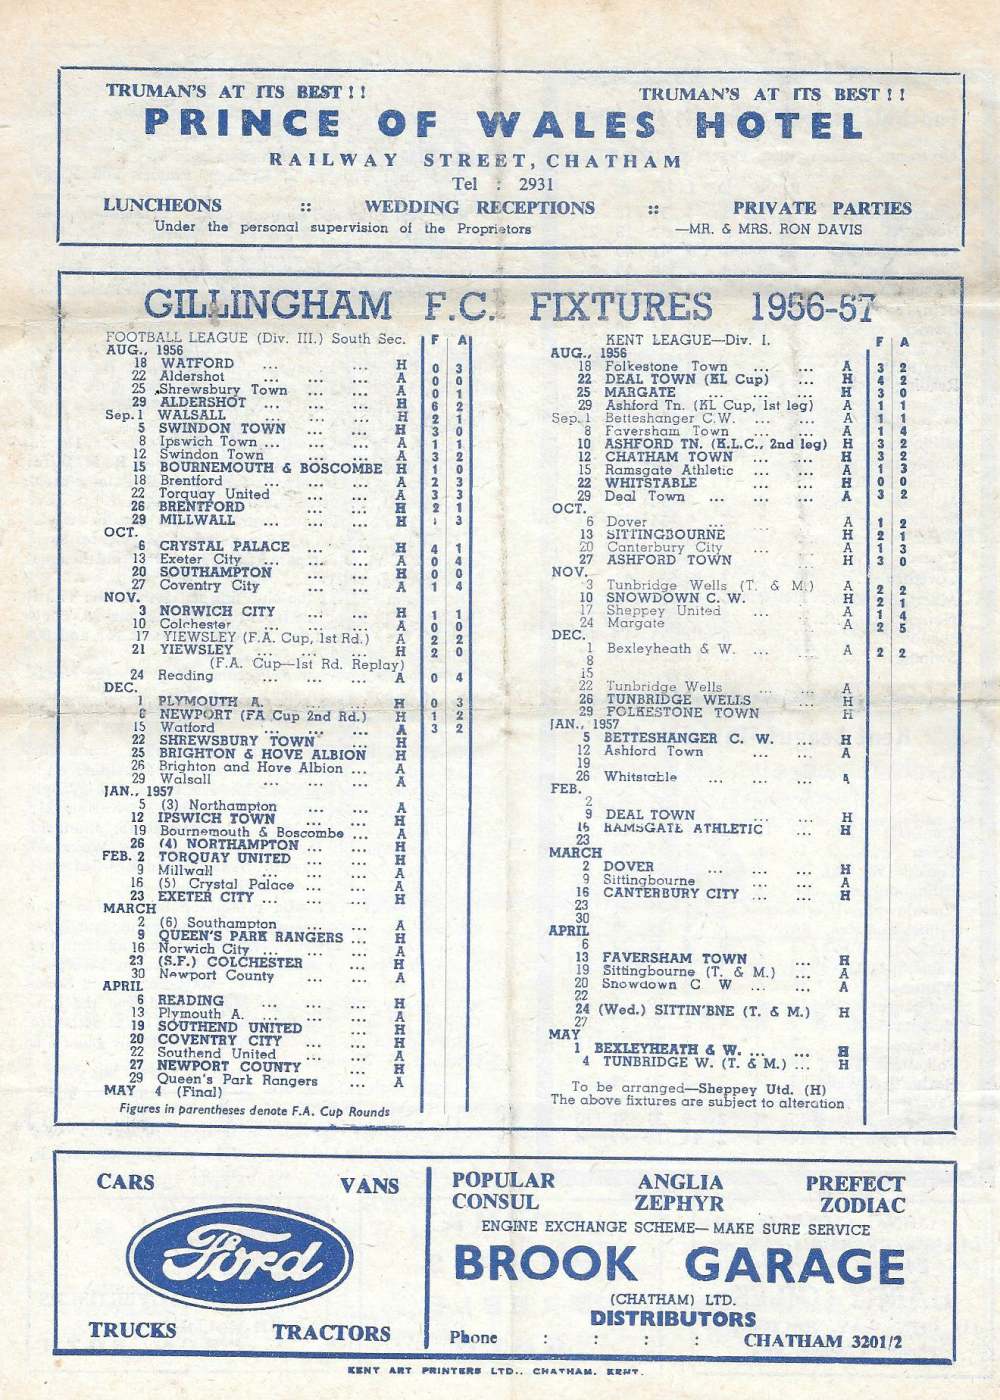 TRUMAN'S AT ITS BEST ! ! TRUMAN'S AT ITS BEST ! !
PRINCE OF WALES HOTEL
RAILWAY STREET, CHATHAM
Tel : 2931
LUNCHEONS :: WEDDING RECEPTIONS :: PRIVATE PARTIES
Under the personal supervision of the Proprietors —MR. & MRS. RON DAVIS
GILLINGHAM F.C. FIXTURES 1956-57
FOOTBALL LEAGUE (Div. III.) South Sec. F A
AUG., 1956
18 WATFORD ... ... H 0 3
22 Aldershot ... ... ... A 0 0
25 Shrewsbury Town ... ... A 0 1
29 ALDERSHOT ... ... ... H 6 2
Sep. 1 WALSALL ... ... ... H 2 1
5 SWINDON TOWN ... ... H 3 0
8 Ipswich Town ... ... ... A 1 1
12 Swindon Town ... ... A 3 2
15 BOURNEMOUTH & BOSCOMBE H 1 0
18 Brentford ... ... ... A 2 3
22 Torquay United ... ... A 3 3
26 BRENTFORD ... ... ... H 2 1
29 MILLWALL ... ... ... H 1 3
OCT.
6 CRYSTAL PALACE ... ... H 4 1
13 Exeter City ... ... ... A 0 4
20 SOUTHAMPTON ... ... H 0 0
27 Coventry City ... ... A 1 4
NOV.
3 NORWICH CITY ... ... H 1 1
10 Colchester ... ... ... A 0 0
17 YIEWSLEY (F.A. Cup, 1st Rd.) A 2 2
21 YIEWSLEY ... ... ... H 2 0
(F.A. Cup—1st Rd. Replay)
24 Reading ... ... ... A 0 4
DEC.
1 PLYMOUTH A. ... ... H 0 3
8 NEWPORT (FA Cup 2nd Rd.) H 1 2
15 Watford ... ... ... A 3 2
22 SHREWSBURY TOWN ... H
25 BRIGHTON & HOVE ALBION H
26 Brighton and Hove Albion ... A
29 Walsall ... ... ... A
JAN., 1957
5 (3) Northampton ... ... A
12 IPSWICH TOWN ... ... H
19 Bournemouth & Boscombe ... A
26 (4) NORTHAMPTON ... ... H
FEB. 2 TORQUAY UNITED ... ... H
9 Millwall ... ... ... A
16 (5) Crystal Palace ... ... A
23 EXETER CITY ... ... ... H
MARCH
2 (6) Southampton ... ... A
9 QUEEN'S PARK RANGERS ... H
16 Norwich City ... ... ... A
23 (S.F.) COLCHESTER ... H
30 Newport County ... ... A
APRIL
6 READING ... ... ... H
13 Plymouth A. ... ... ... A
19 SOUTHEND UNITED ... H
20 COVENTRY CITY ... ... H
22 Southend United ... ... A
27 NEWPORT COUNTY ... H
29 Queen's Park Rangers ... A
MAY 4 (Final)
Figures in parentheses denote F.A. Cup Rounds
KENT LEAGUE—Div. I. F A
AUG., 1956
18 Folkestone Town ... ... A 3 2
22 DEAL TOWN (KL Cup) ... H 4 2
25 MARGATE ... ... ... H 3 0
29 Ashford Tn. (KL Cup, 1st leg) A 1 1
Sep. 1 Betteshanger C.W. ... ... A 1 1
8 Faversham Town ... ... A 1 4
10 ASHFORD TN. (K.L.C., 2nd leg) H 3 2
12 CHATHAM TOWN ... ... H 3 2
15 Ramsgate Athletic ... ... A 1 3
22 WHITSTABLE ... ... H 0 0
29 Deal Town ... ... ... A 3 2
OCT.
6 Dover ... ... A 1 2
13 SITTINGBOURNE ... H 2 1
20 Canterbury City ... ... A 1 3
27 ASHFORD TOWN ... H 3 0
NOV.
3 Tunbridge Wells (T. & M.) A 2 2
10 SNOWDOWN C. W. ... H 2 1
17 Sheppey United ... ... A 1 4
24 Margate ... ... ... A 2 5
DEC.
1 Bexleyheath & W. ... ... A 2 2
8
15
22 Tunbridge Wells ... ... A
26 TUNBRIDGE WELLS ... H
29 FOLKESTONE TOWN ... H
JAN., 1957
5 BETTESHANGER C. W. ... H
12 Ashford Town ... ... A
19
26 Whitstable ... ... ... A
FEB.
2
9 DEAL TOWN ... ... H
16 RAMSGATE ATHLETIC ... H
23
MARCH
2 DOVER ... ... ... H
9 Sittingbourne ... ... A
16 CANTERBURY CITY ... ... H
23
30
APRIL
6
13 FAVERSHAM TOWN ... H
19 Sittingbourne (T. & M.) ... A
20 Snowdown C W ... ... A
22
24 (Wed.) SITTIN'BNE (T. & M.) H
27
MAY
1 BEXLEYHEATH & W. ... ... H
4 TUNBRIDGE W. (T. & M.) ... H
To be arranged—Sheppey Utd. (H)
The above fixtures are subject to alteration
CARS VANS
Ford
TRUCKS TRACTORS
POPULAR ANGLIA PREFECT
CONSUL ZEPHYR ZODIAC
ENGINE EXCHANGE SCHEME— MAKE SURE SERVICE
BROOK GARAGE
(CHATHAM) LTD.
DISTRIBUTORS
Phone : : : : CHATHAM 3201/2
KENT ART PRINTERS LTD., CHATHAM, KENT.